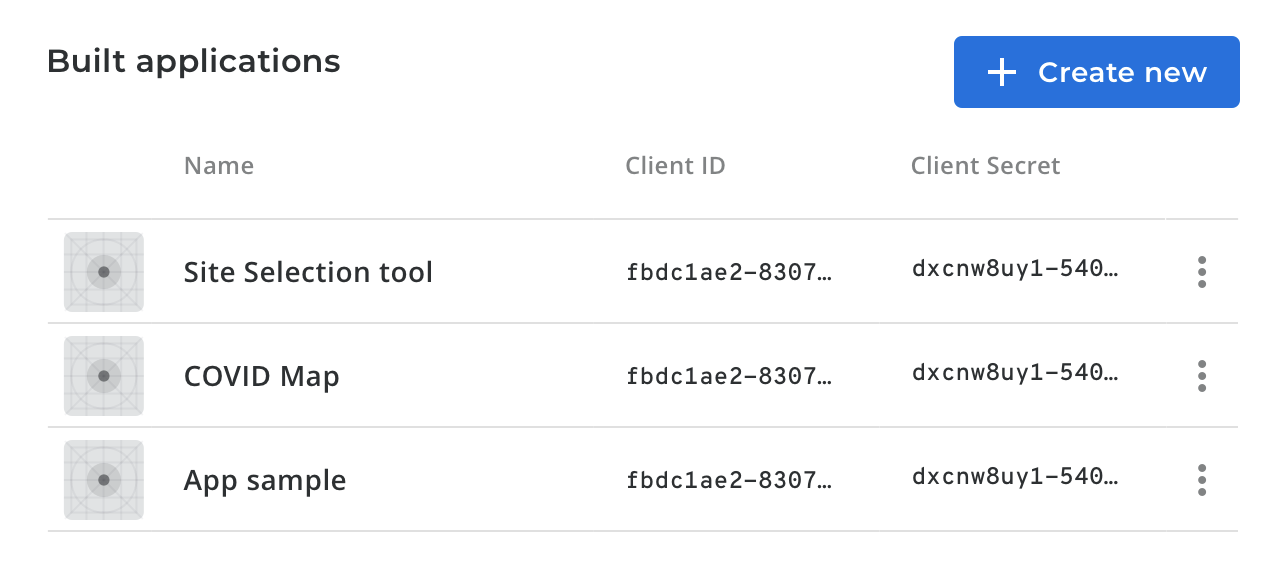 Built applications
Create new
Name Client ID Client Secret
Site Selection tool fbdc1ae2-8307… dxcnw8uy1-540…
COVID Map fbdc1ae2-8307… dxcnw8uy1-540…
App sample fbdc1ae2-8307… dxcnw8uy1-540…